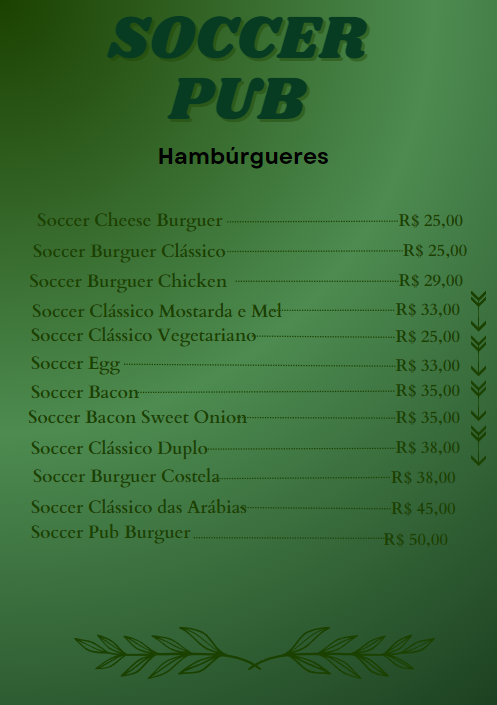 SOCCER
PUB
Hambúrgueres
Soccer Cheese Burguer R$ 25,00
Soccer Burguer Clássico R$ 25,00
Soccer Burguer Chicken R$ 29,00
Soccer Clássico Mostarda e Mel R$ 33,00
Soccer Clássico Vegetariano R$ 25,00
Soccer Egg R$ 33,00
Soccer Bacon R$ 35,00
Soccer Bacon Sweet Onion R$ 35,00
Soccer Clássico Duplo R$ 38,00
Soccer Burguer Costela R$ 38,00
Soccer Clássico das Arábias R$ 45,00
Soccer Pub Burguer R$ 50,00